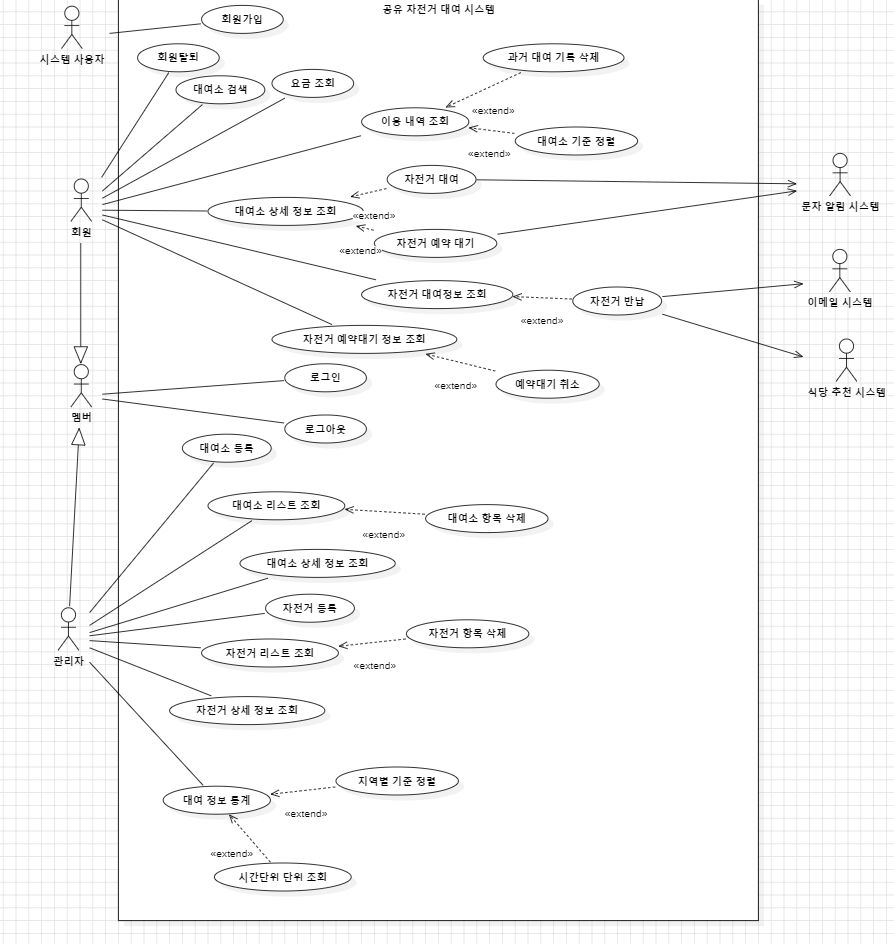 공유 자전거 대여 시스템
회원가입
시스템 사용자
회원탈퇴
과거 대여 기록 삭제
요금 조회
대여소 검색
«extend»
이용 내역 조회
대여소 기준 정렬
«extend»
자전거 대여
문자 알림 시스템
대여소 상세 정보 조회
«extend»
회원
자전거 예약 대기
«extend»
자전거 대여정보 조회
자전거 반납
이메일 시스템
«extend»
자전거 예약대기 정보 조회
로그인
예약대기 취소
«extend»
식당 추천 시스템
멤버
로그아웃
대여소 등록
대여소 리스트 조회
대여소 항목 삭제
«extend»
대여소 상세 정보 조회
자전거 등록
자전거 항목 삭제
자전거 리스트 조회
관리자
«extend»
자전거 상세 정보 조회
지역별 기준 정렬
대여 정보 통계
«extend»
«extend»
시간단위 단위 조회